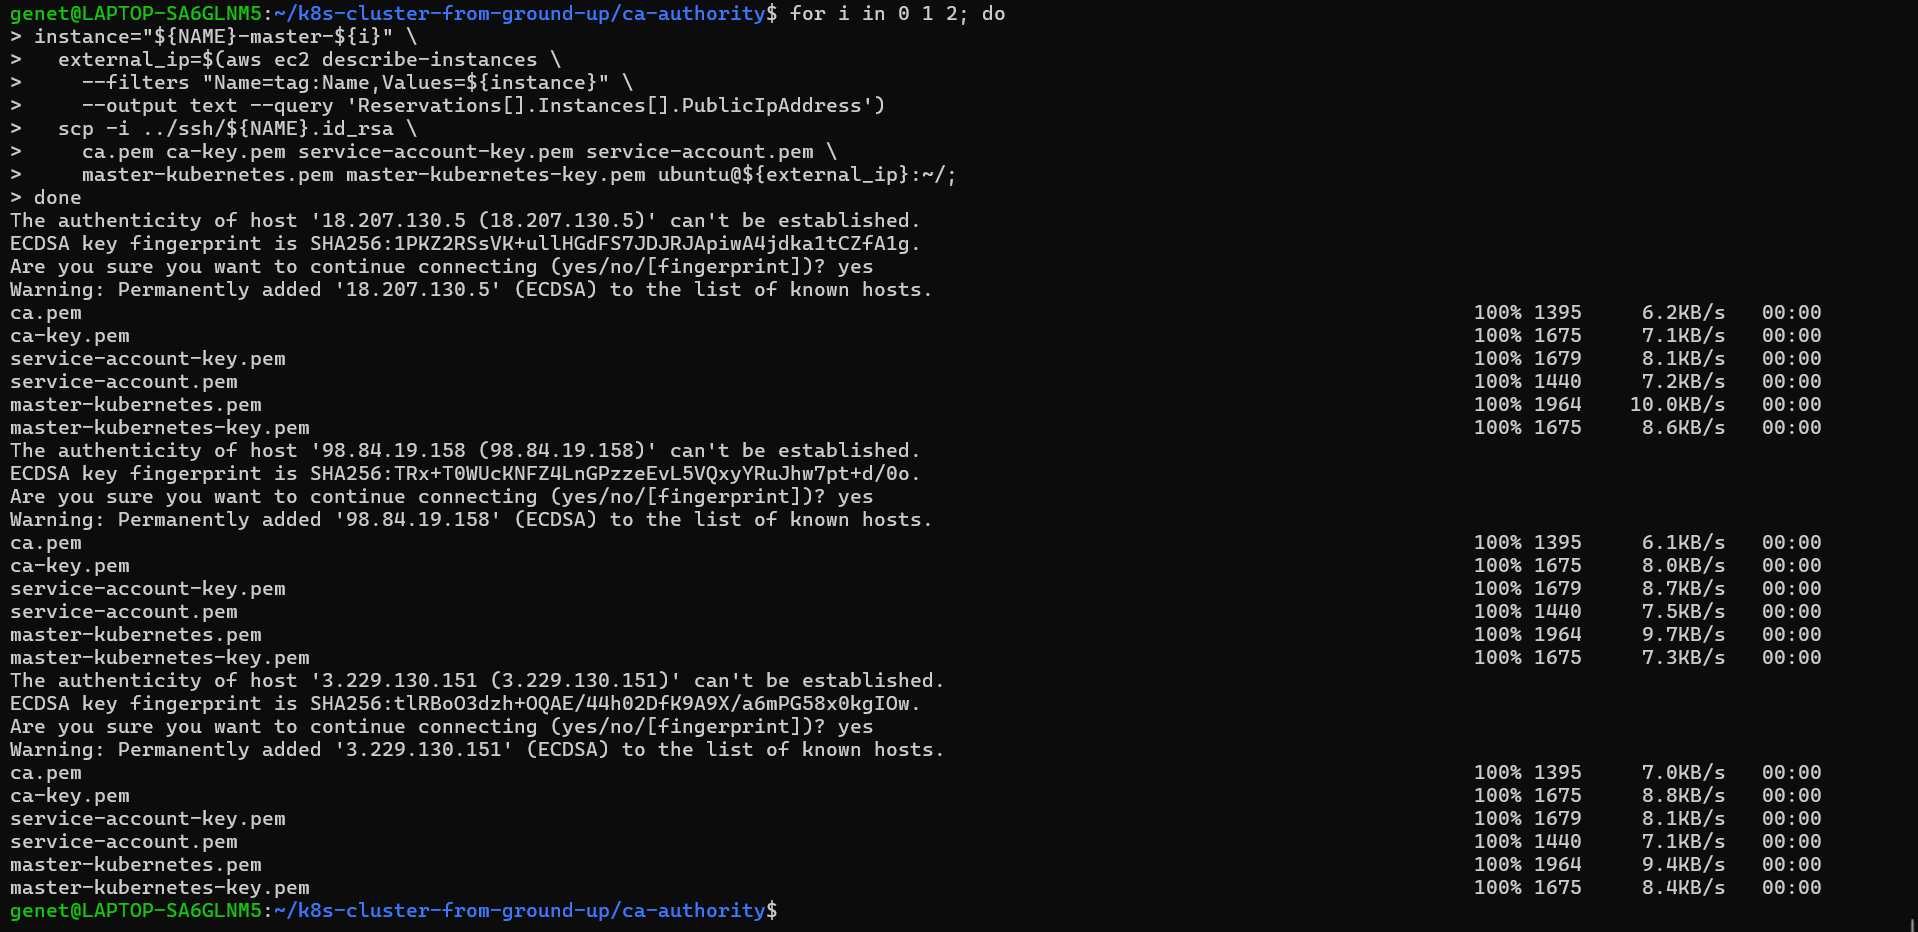 genet@LAPTOP-SA6GLNM5:~/k8s-cluster-from-ground-up/ca-authority$ for i in 0 1 2; do
> instance="${NAME}-master-${i}" \
>   external_ip=$(aws ec2 describe-instances \
>     --filters "Name=tag:Name,Values=${instance}" \
>     --output text --query 'Reservations[].Instances[].PublicIpAddress')
>   scp -i ../ssh/${NAME}.id_rsa \
>     ca.pem ca-key.pem service-account-key.pem service-account.pem \
>     master-kubernetes.pem master-kubernetes-key.pem ubuntu@${external_ip}:~/;
> done
The authenticity of host '18.207.130.5 (18.207.130.5)' can't be established.
ECDSA key fingerprint is SHA256:1PKZ2RSsVK+ullHGdFS7JDJRJApiwA4jdka1tCZfA1g.
Are you sure you want to continue connecting (yes/no/[fingerprint])? yes
Warning: Permanently added '18.207.130.5' (ECDSA) to the list of known hosts.
ca.pem 100% 1395 6.2KB/s 00:00
ca-key.pem 100% 1675 7.1KB/s 00:00
service-account-key.pem 100% 1679 8.1KB/s 00:00
service-account.pem 100% 1440 7.2KB/s 00:00
master-kubernetes.pem 100% 1964 10.0KB/s 00:00
master-kubernetes-key.pem 100% 1675 8.6KB/s 00:00
The authenticity of host '98.84.19.158 (98.84.19.158)' can't be established.
ECDSA key fingerprint is SHA256:TRx+T0WUcKNFZ4LnGPzzeEvL5VQxyYRuJhw7pt+d/0o.
Are you sure you want to continue connecting (yes/no/[fingerprint])? yes
Warning: Permanently added '98.84.19.158' (ECDSA) to the list of known hosts.
ca.pem 100% 1395 6.1KB/s 00:00
ca-key.pem 100% 1675 8.0KB/s 00:00
service-account-key.pem 100% 1679 8.7KB/s 00:00
service-account.pem 100% 1440 7.5KB/s 00:00
master-kubernetes.pem 100% 1964 9.7KB/s 00:00
master-kubernetes-key.pem 100% 1675 7.3KB/s 00:00
The authenticity of host '3.229.130.151 (3.229.130.151)' can't be established.
ECDSA key fingerprint is SHA256:tlRBoO3dzh+OQAE/44h02DfK9A9X/a6mPG58x0kgIOw.
Are you sure you want to continue connecting (yes/no/[fingerprint])? yes
Warning: Permanently added '3.229.130.151' (ECDSA) to the list of known hosts.
ca.pem 100% 1395 7.0KB/s 00:00
ca-key.pem 100% 1675 8.8KB/s 00:00
service-account-key.pem 100% 1679 8.1KB/s 00:00
service-account.pem 100% 1440 7.1KB/s 00:00
master-kubernetes.pem 100% 1964 9.4KB/s 00:00
master-kubernetes-key.pem 100% 1675 8.4KB/s 00:00
genet@LAPTOP-SA6GLNM5:~/k8s-cluster-from-ground-up/ca-authority$